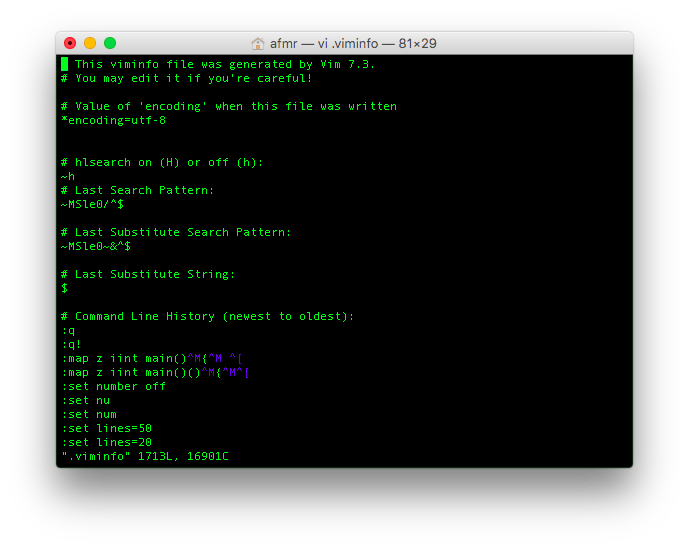 afmr — vi .viminfo — 81×29
This viminfo file was generated by Vim 7.3.
# You may edit it if you're careful!
# Value of 'encoding' when this file was written
*encoding=utf-8
# hlsearch on (H) or off (h):
~h
# Last Search Pattern:
~MSle0/^$
# Last Substitute Search Pattern:
~MSle0~&^$
# Last Substitute String:
$
# Command Line History (newest to oldest):
:q
:q!
:map z iint main()^M{^M ^[
:map z iint main()()^M{^M^[
:set number off
:set nu
:set num
:set lines=50
:set lines=20
".viminfo" 1713L, 16901C